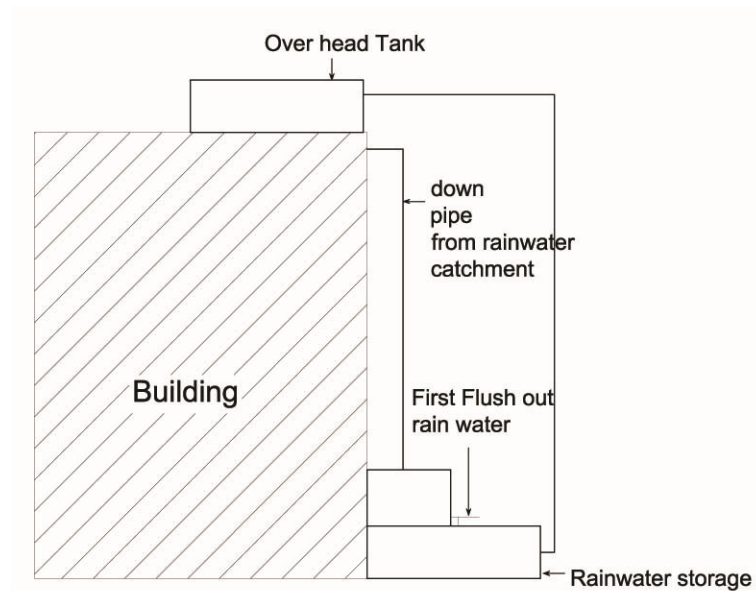 Over head Tank
down
pipe
from rainwater
catchment
Building
First Flush out
rain water
Rainwater storage